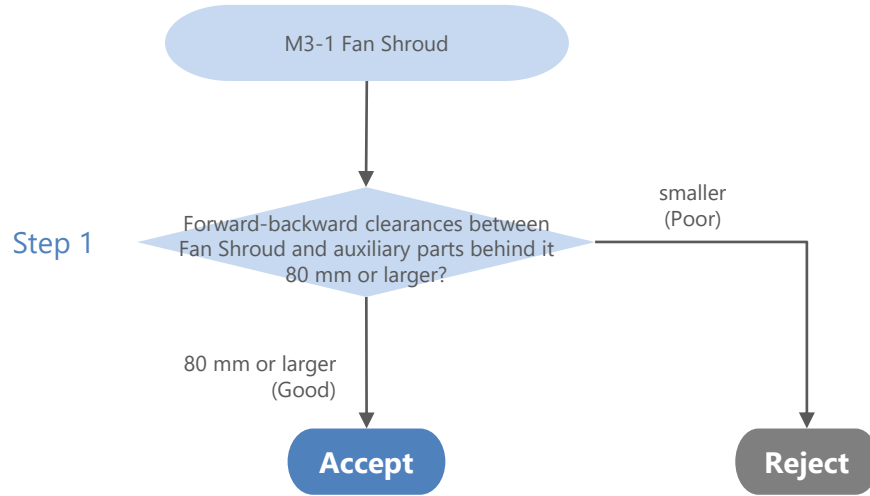 M3-1 Fan Shroud
smaller
(Poor)
Step 1
Forward-backward clearances between
Fan Shroud and auxiliary parts behind it
80 mm or larger?
80 mm or larger
(Good)
Accept
Reject